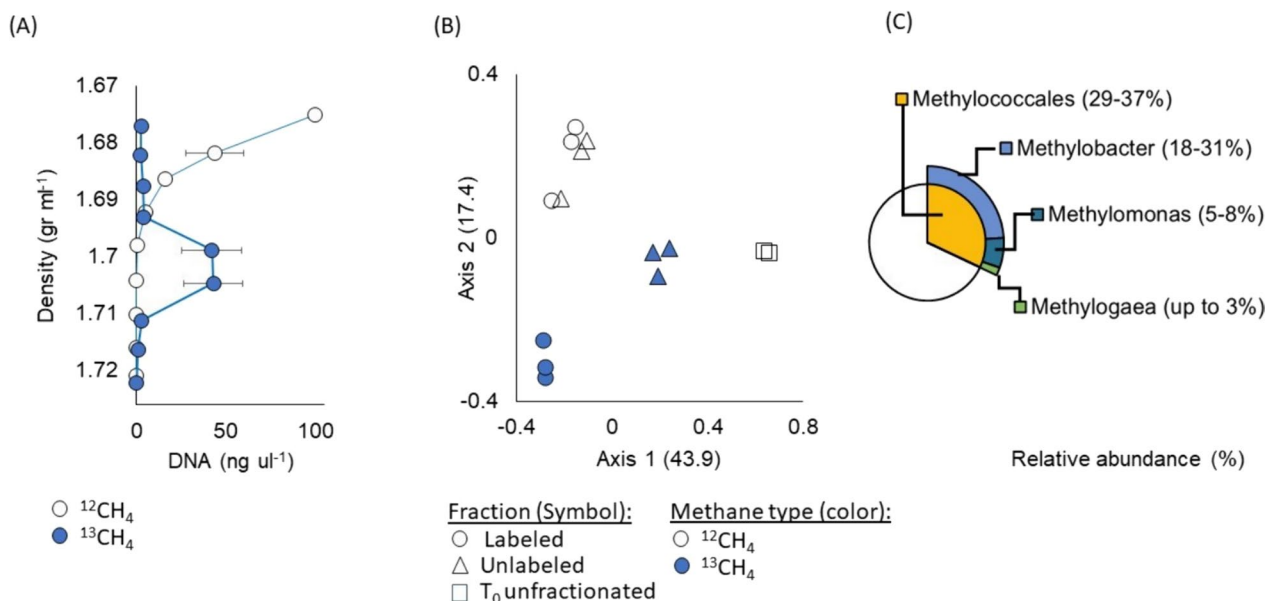 (A)
1.67
1.68
1.69
1.7
1.71
1.72
Density (gr ml⁻¹)
0 50 100
DNA (ng ul⁻¹)
¹²CH₄
¹³CH₄
(B)
0.4
0
-0.4
Axis 2 (17.4)
-0.4 0 0.4 0.8
Axis 1 (43.9)
Fraction (Symbol):
Labeled
Unlabeled
T₀ unfractionated
Methane type (color):
¹²CH₄
¹³CH₄
(C)
Methylococcales (29-37%)
Methylobacter (18-31%)
Methylomonas (5-8%)
Methylogaea (up to 3%)
Relative abundance (%)